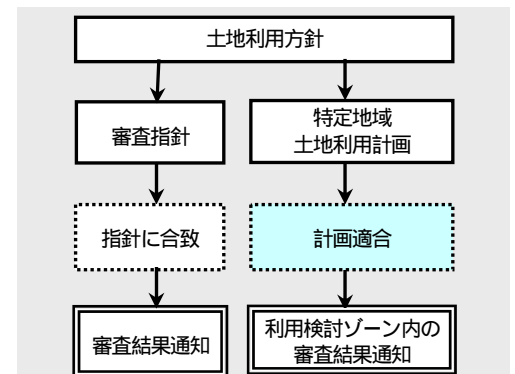 土地利用方針
審査指針
特定地域
土地利用計画
指針に合致
計画適合
審査結果通知
利用検討ゾーン内の
審査結果通知